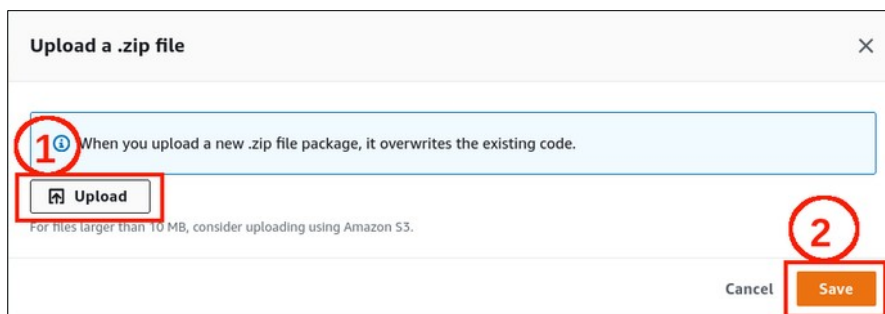 Upload a .zip file
1
When you upload a new .zip file package, it overwrites the existing code.
Upload
For files larger than 10 MB, consider uploading using Amazon S3.
2
Cancel
Save